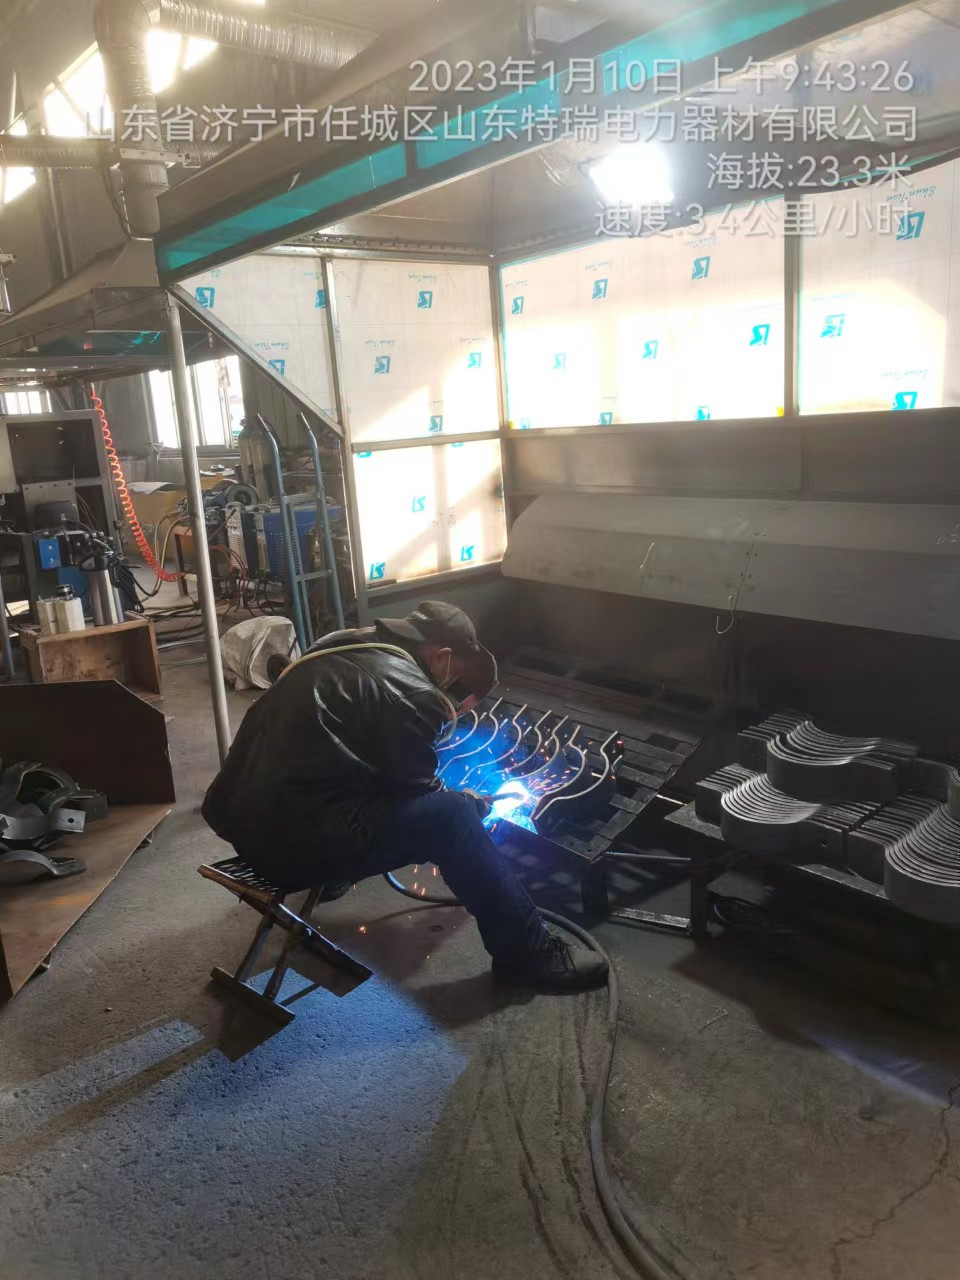 2023年1月10日 上午9:43:26
山东省济宁市任城区山东特瑞电力器材有限公司
海拔:23.3米
速度:3.4公里/小时